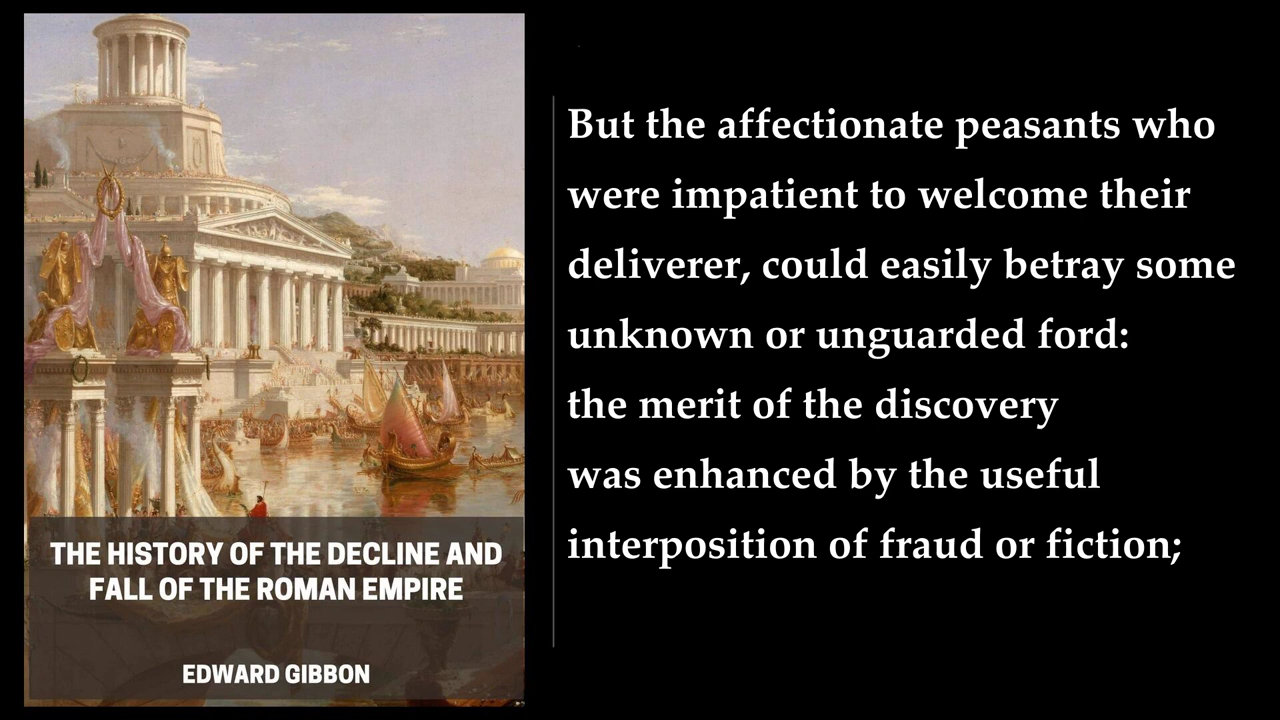 THE HISTORY OF THE DECLINE AND
FALL OF THE ROMAN EMPIRE
EDWARD GIBBON
But the affectionate peasants who
were impatient to welcome their
deliverer, could easily betray some
unknown or unguarded ford:
the merit of the discovery
was enhanced by the useful
interposition of fraud or fiction;